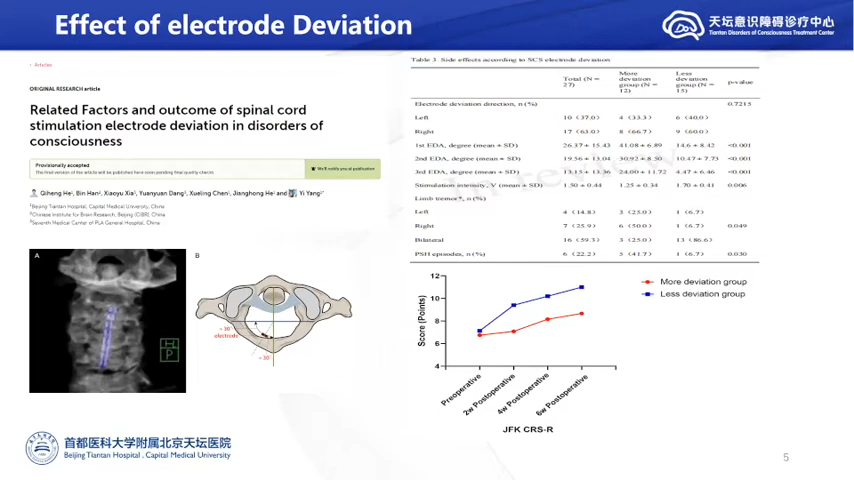 Effect of electrode Deviation
天坛意识障碍诊疗中心
Tiantan Disorders of Consciousness Treatment Center
‹ Articles
ORIGINAL RESEARCH article
Related Factors and outcome of spinal cord
stimulation electrode deviation in disorders of
consciousness
Provisionally accepted
The final version of the article will be published here soon pending final quality checks
We'll notify you at publication
Qiheng He¹, Bin Han¹, Xiaoyu Xia¹, Yuanyuan Dang³, Xueling Chen¹, Jianghong He¹ and Yi Yang¹*
¹Beijing Tiantan Hospital, Capital Medical University, China
²Chinese Institute for Brain Research, Beijing (CIBR), China
³Seventh Medical Center of PLA General Hospital, China
A
H
P
B
electrode
~30°
Table 3 Side effects according to SCS electrode deviation
Total (N = 27) More deviation group (N = 12) Less deviation group (N = 15) p-value
Electrode deviation direction, n (%) 0.7215
Left 10 (37.0) 4 (33.3) 6 (40.0)
Right 17 (63.0) 8 (66.7) 9 (60.0)
1st EDA, degree (mean ± SD) 26.37 ± 15.43 41.08 ± 6.89 14.6 ± 8.42 <0.001
2nd EDA, degree (mean ± SD) 19.56 ± 13.04 30.92 ± 8.50 10.47 ± 7.73 <0.001
3rd EDA, degree (mean ± SD) 13.15 ± 13.36 24.00 ± 11.72 4.47 ± 6.46 <0.001
Stimulation intensity, V (mean ± SD) 1.50 ± 0.44 1.25 ± 0.34 1.70 ± 0.41 0.006
Limb tremor*, n (%)
Left 4 (14.8) 3 (25.0) 1 (6.7)
Right 7 (25.9) 6 (50.0) 1 (6.7) 0.049
Bilateral 16 (59.3) 3 (25.0) 13 (86.6)
PSH episodes, n (%) 6 (22.2) 5 (41.7) 1 (6.7) 0.030
In review
More deviation group
Less deviation group
Score (Points)
12
10
8
6
4
Preoperative
2w Postoperative
4w Postoperative
6w Postoperative
JFK CRS-R
首都医科大学附属北京天坛医院
Beijing Tiantan Hospital , Capital Medical University
5